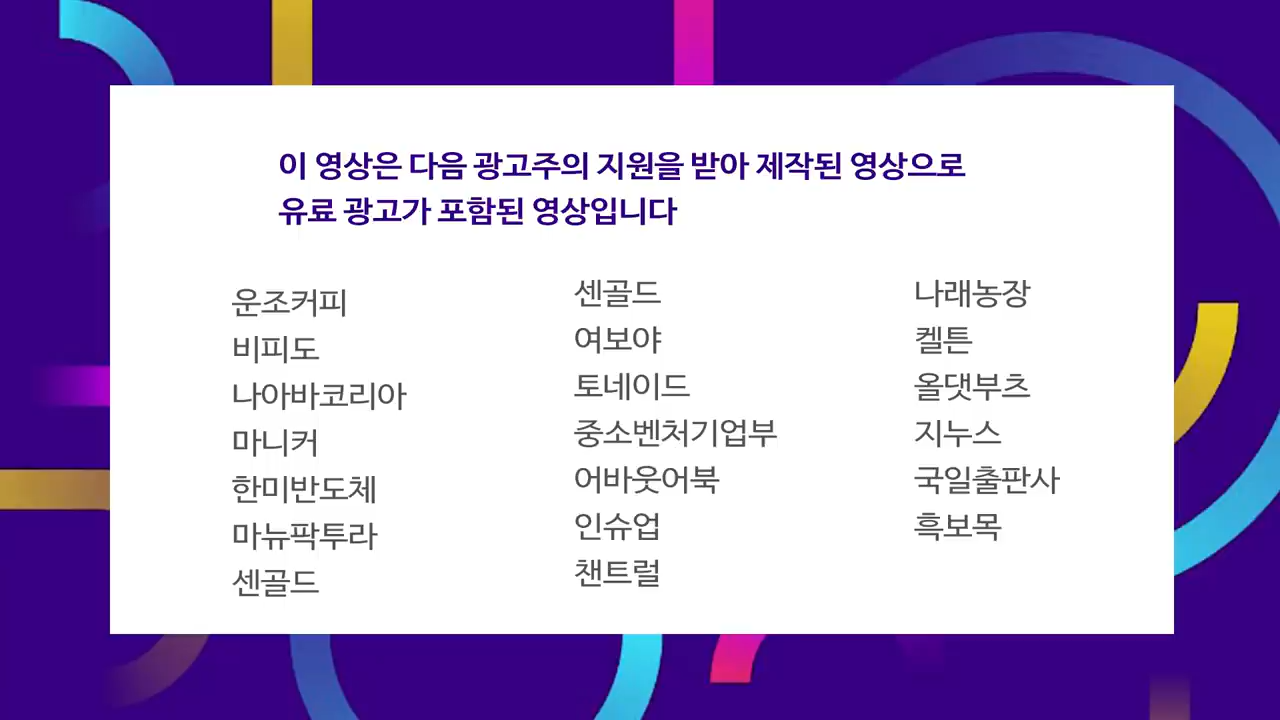 이 영상은 다음 광고주의 지원을 받아 제작된 영상으로
유료 광고가 포함된 영상입니다
운조커피
비피도
나아바코리아
마니커
한미반도체
마뉴팍투라
센골드
센골드
여보야
토네이드
중소벤처기업부
어바웃어북
인슈업
챈트럴
나래농장
켈튼
올댓부츠
지누스
국일출판사
흑보목